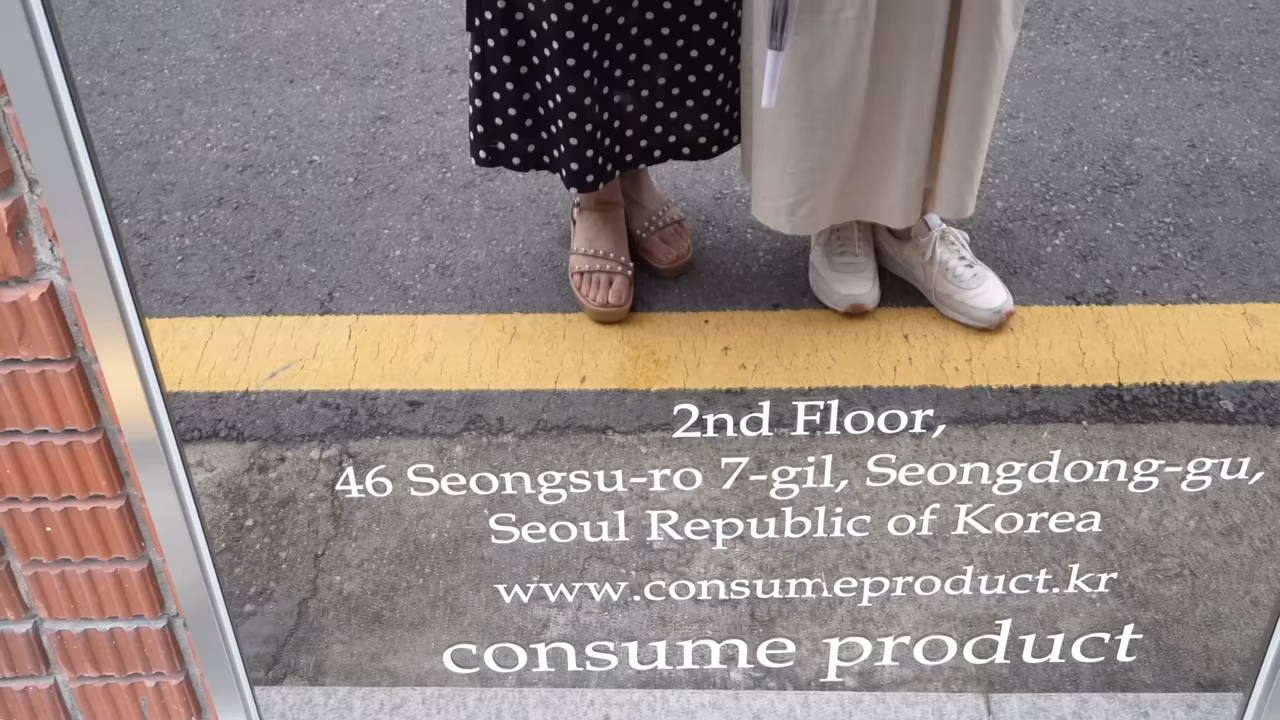 2nd Floor,
46 Seongsu-ro 7-gil, Seongdong-gu,
Seoul Republic of Korea
www.consumeproduct.kr
consume product